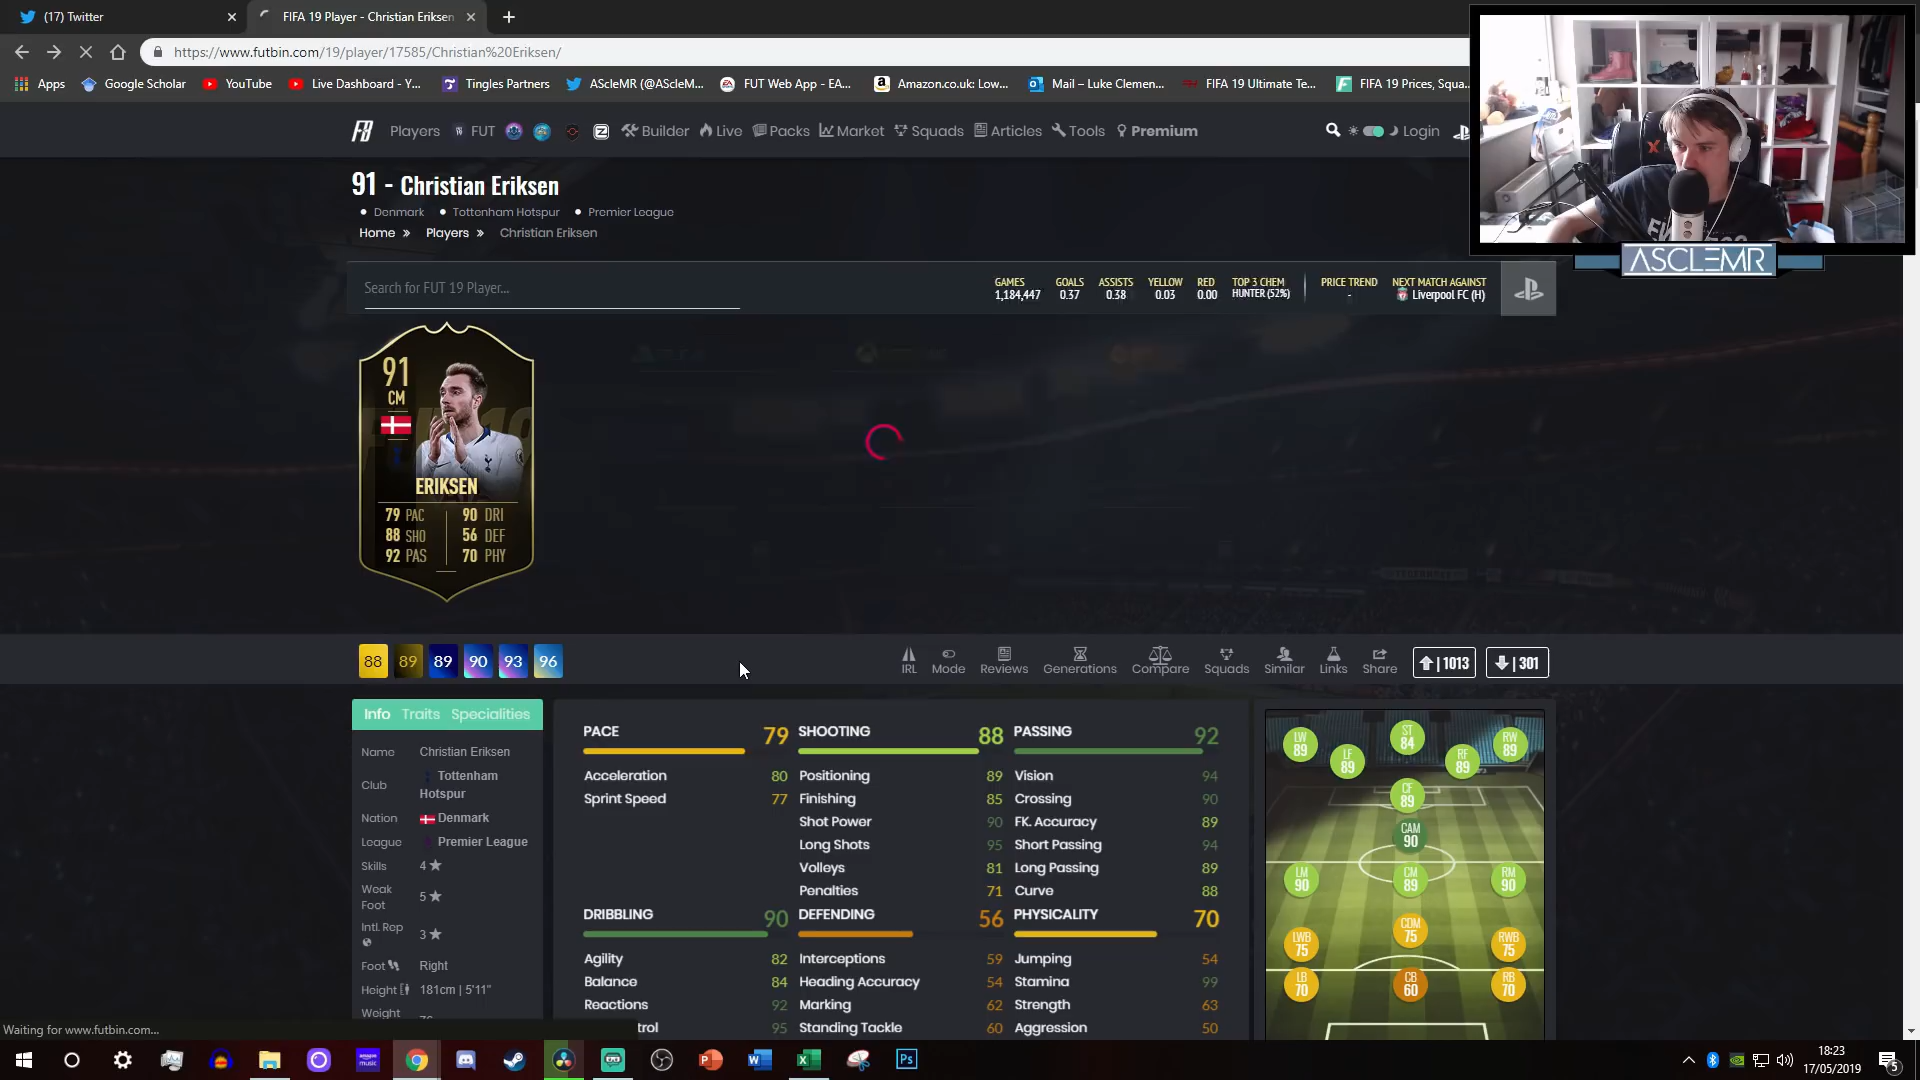 (17) Twitter
FIFA 19 Player - Christian Eriksen
https://www.futbin.com/19/player/17585/Christian%20Eriksen/
Apps
Google Scholar
YouTube
Live Dashboard - Y...
Tingles Partners
AScleMR (@AScleM...
FUT Web App - EA...
Amazon.co.uk: Low...
Mail – Luke Clemen...
FIFA 19 Ultimate Te...
FIFA 19 Prices, Squa...
Players FUT Builder Live Packs Market Squads Articles Tools Premium Login
ASCLEMR
91 - Christian Eriksen
Denmark Tottenham Hotspur Premier League
Home » Players » Christian Eriksen
Search for FUT 19 Player...
GAMES 1,184,447
GOALS 0.37
ASSISTS 0.38
YELLOW 0.03
RED 0.00
TOP 3 CHEM HUNTER (52%)
PRICE TREND -
NEXT MATCH AGAINST Liverpool FC (H)
91
CM
ERIKSEN
79 PAC 90 DRI
88 SHO 56 DEF
92 PAS 70 PHY
88 89 89 90 93 96
IRL Mode Reviews Generations Compare Squads Similar Links Share
| 1013
| 301
Info Traits Specialities
Name Christian Eriksen
Club Tottenham Hotspur
Nation Denmark
League Premier League
Skills 4
Weak Foot 5
Intl. Rep 3
Foot Right
Height 181cm | 5'11"
Weight
PACE 79
Acceleration 80
Sprint Speed 77
SHOOTING 88
Positioning 89
Finishing 85
Shot Power 90
Long Shots 95
Volleys 81
Penalties 71
PASSING 92
Vision 94
Crossing 90
FK. Accuracy 89
Short Passing 94
Long Passing 89
Curve 88
DRIBBLING 90
Agility 82
Balance 84
Reactions 92
trol 95
DEFENDING 56
Interceptions 59
Heading Accuracy 54
Marking 62
Standing Tackle 60
PHYSICALITY 70
Jumping 54
Stamina 99
Strength 63
Aggression 50
LW 89
ST 84
RW 89
LF 89
RF 89
CF 89
CAM 90
LM 90
CM 89
RM 90
CDM 75
LWB 75
RWB 75
LB 70
CB 60
RB 70
Waiting for www.futbin.com...
18:23
17/05/2019
5